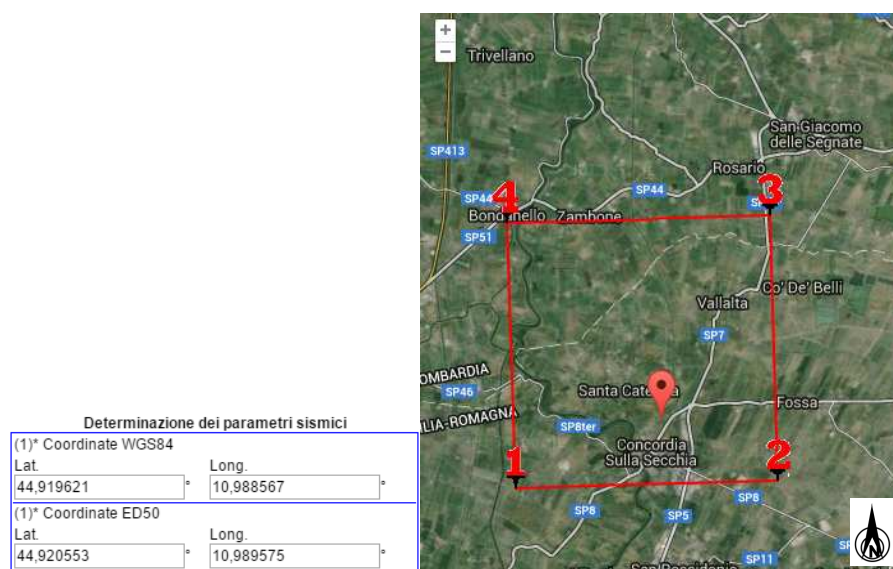 +
−
Trivellano
San Giacomo
delle Segnate
SP413
Rosario
SP44
SP44
4
3
Zambone
SP51
Vallalta
Co' De' Belli
SP7
OMBARDIA
SP46
ILIA-ROMAGNA
Fossa
SP8ter
Concordia
Sulla Secchia
1
2
SP8
SP8
SP5
SP11
N
Determinazione dei parametri sismici
(1)* Coordinate WGS84
Lat. Long.
44,919621 ° 10,988567 °
(1)* Coordinate ED50
Lat. Long.
44,920553 ° 10,989575 °